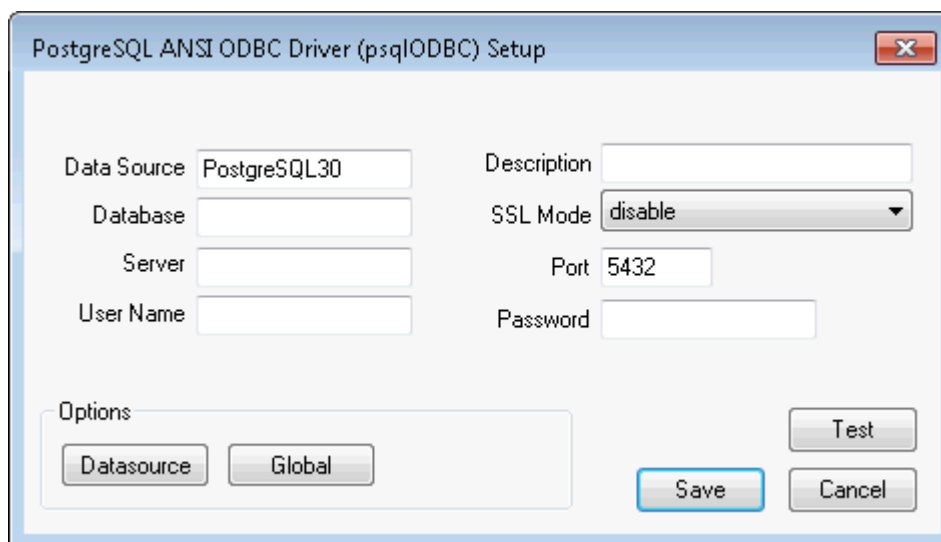 PostgreSQL ANSI ODBC Driver (psqlODBC) Setup
Data Source PostgreSQL30
Description
Database
SSL Mode disable
Server
Port 5432
User Name
Password
Options
Datasource Global
Test
Save Cancel